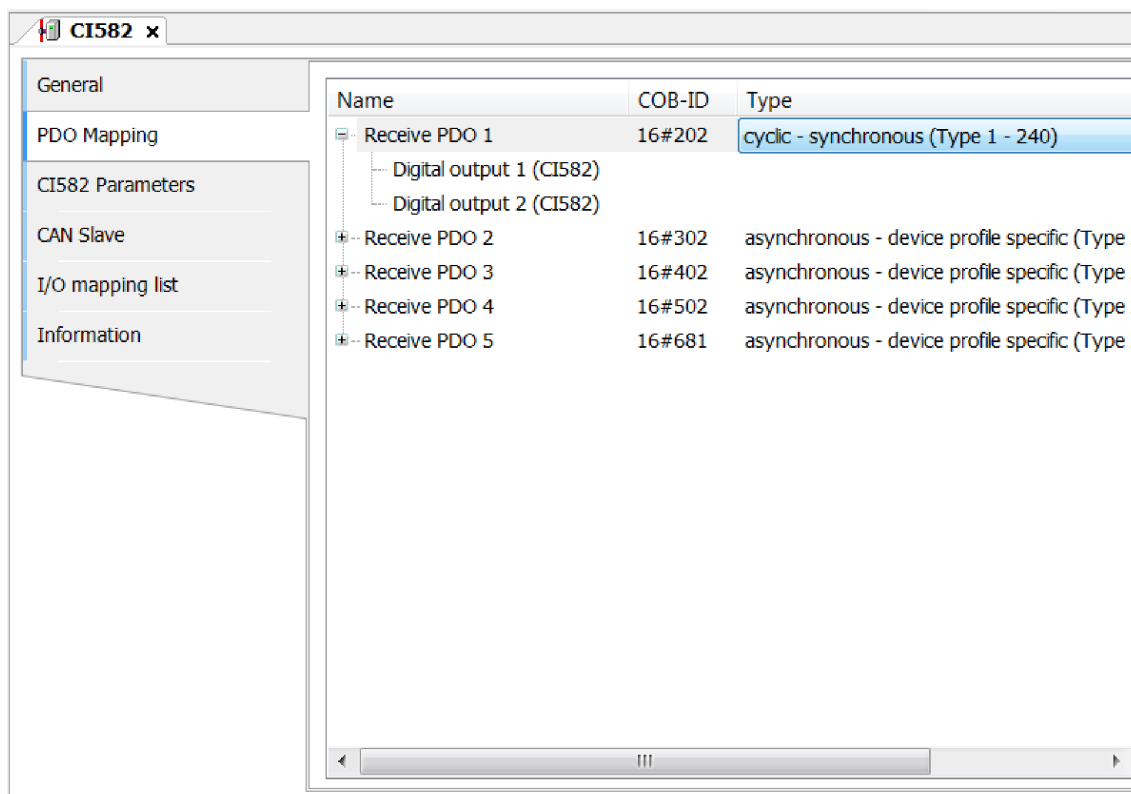 CI582
General
PDO Mapping
CI582 Parameters
CAN Slave
I/O mapping list
Information
Name COB-ID Type
Receive PDO 1 16#202 cyclic - synchronous (Type 1 - 240)
Digital output 1 (CI582)
Digital output 2 (CI582)
Receive PDO 2 16#302 asynchronous - device profile specific (Type
Receive PDO 3 16#402 asynchronous - device profile specific (Type
Receive PDO 4 16#502 asynchronous - device profile specific (Type
Receive PDO 5 16#681 asynchronous - device profile specific (Type